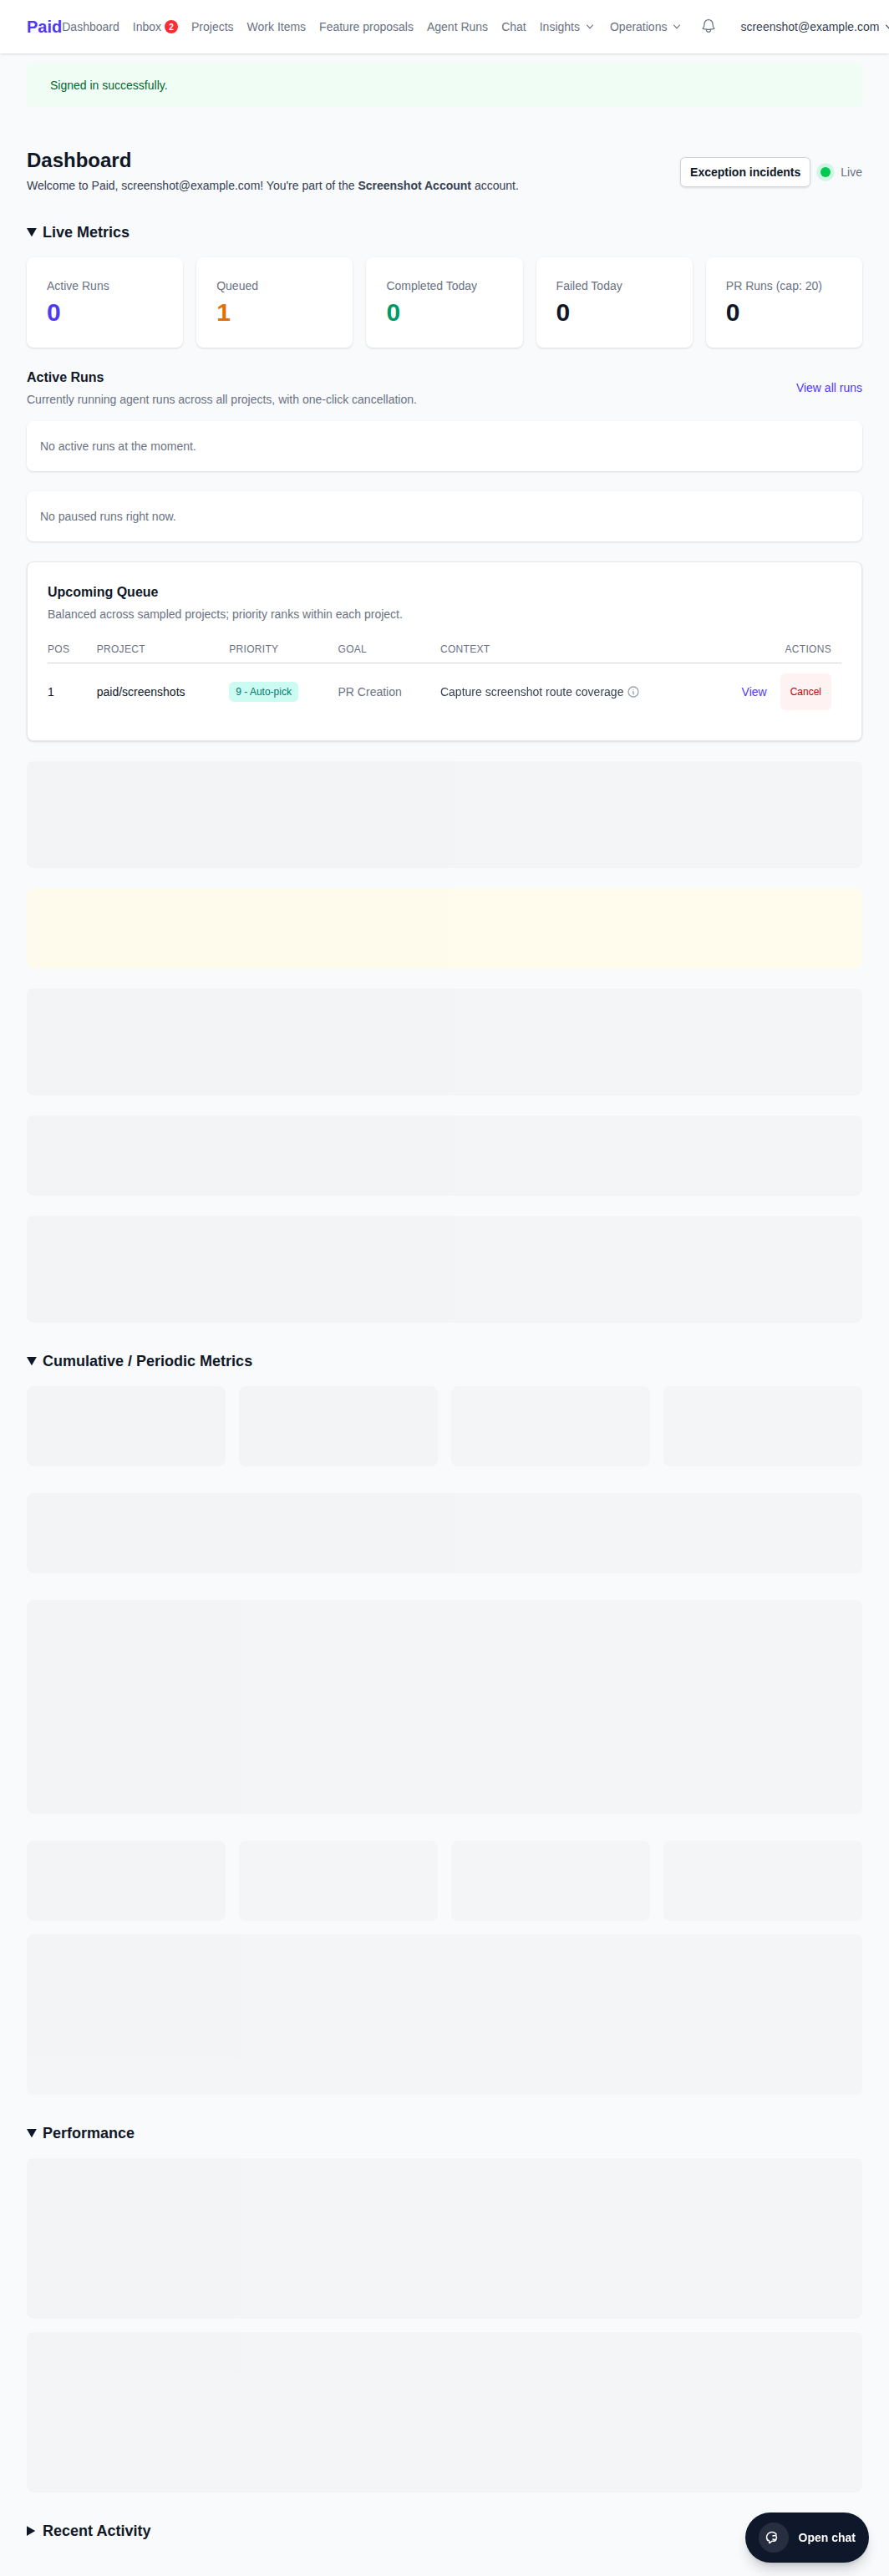 Paid Dashboard Inbox 2 Projects Work Items Feature proposals Agent Runs Chat Insights Operations screenshot@example.com
Signed in successfully.
Dashboard
Welcome to Paid, screenshot@example.com! You're part of the Screenshot Account account.
Exception incidents
Live
Live Metrics
Active Runs
0
Queued
1
Completed Today
0
Failed Today
0
PR Runs (cap: 20)
0
Active Runs
Currently running agent runs across all projects, with one-click cancellation.
View all runs
No active runs at the moment.
No paused runs right now.
Upcoming Queue
Balanced across sampled projects; priority ranks within each project.
POS PROJECT PRIORITY GOAL CONTEXT ACTIONS
1 paid/screenshots 9 - Auto-pick PR Creation Capture screenshot route coverage View Cancel
Cumulative / Periodic Metrics
Performance
Recent Activity
Open chat